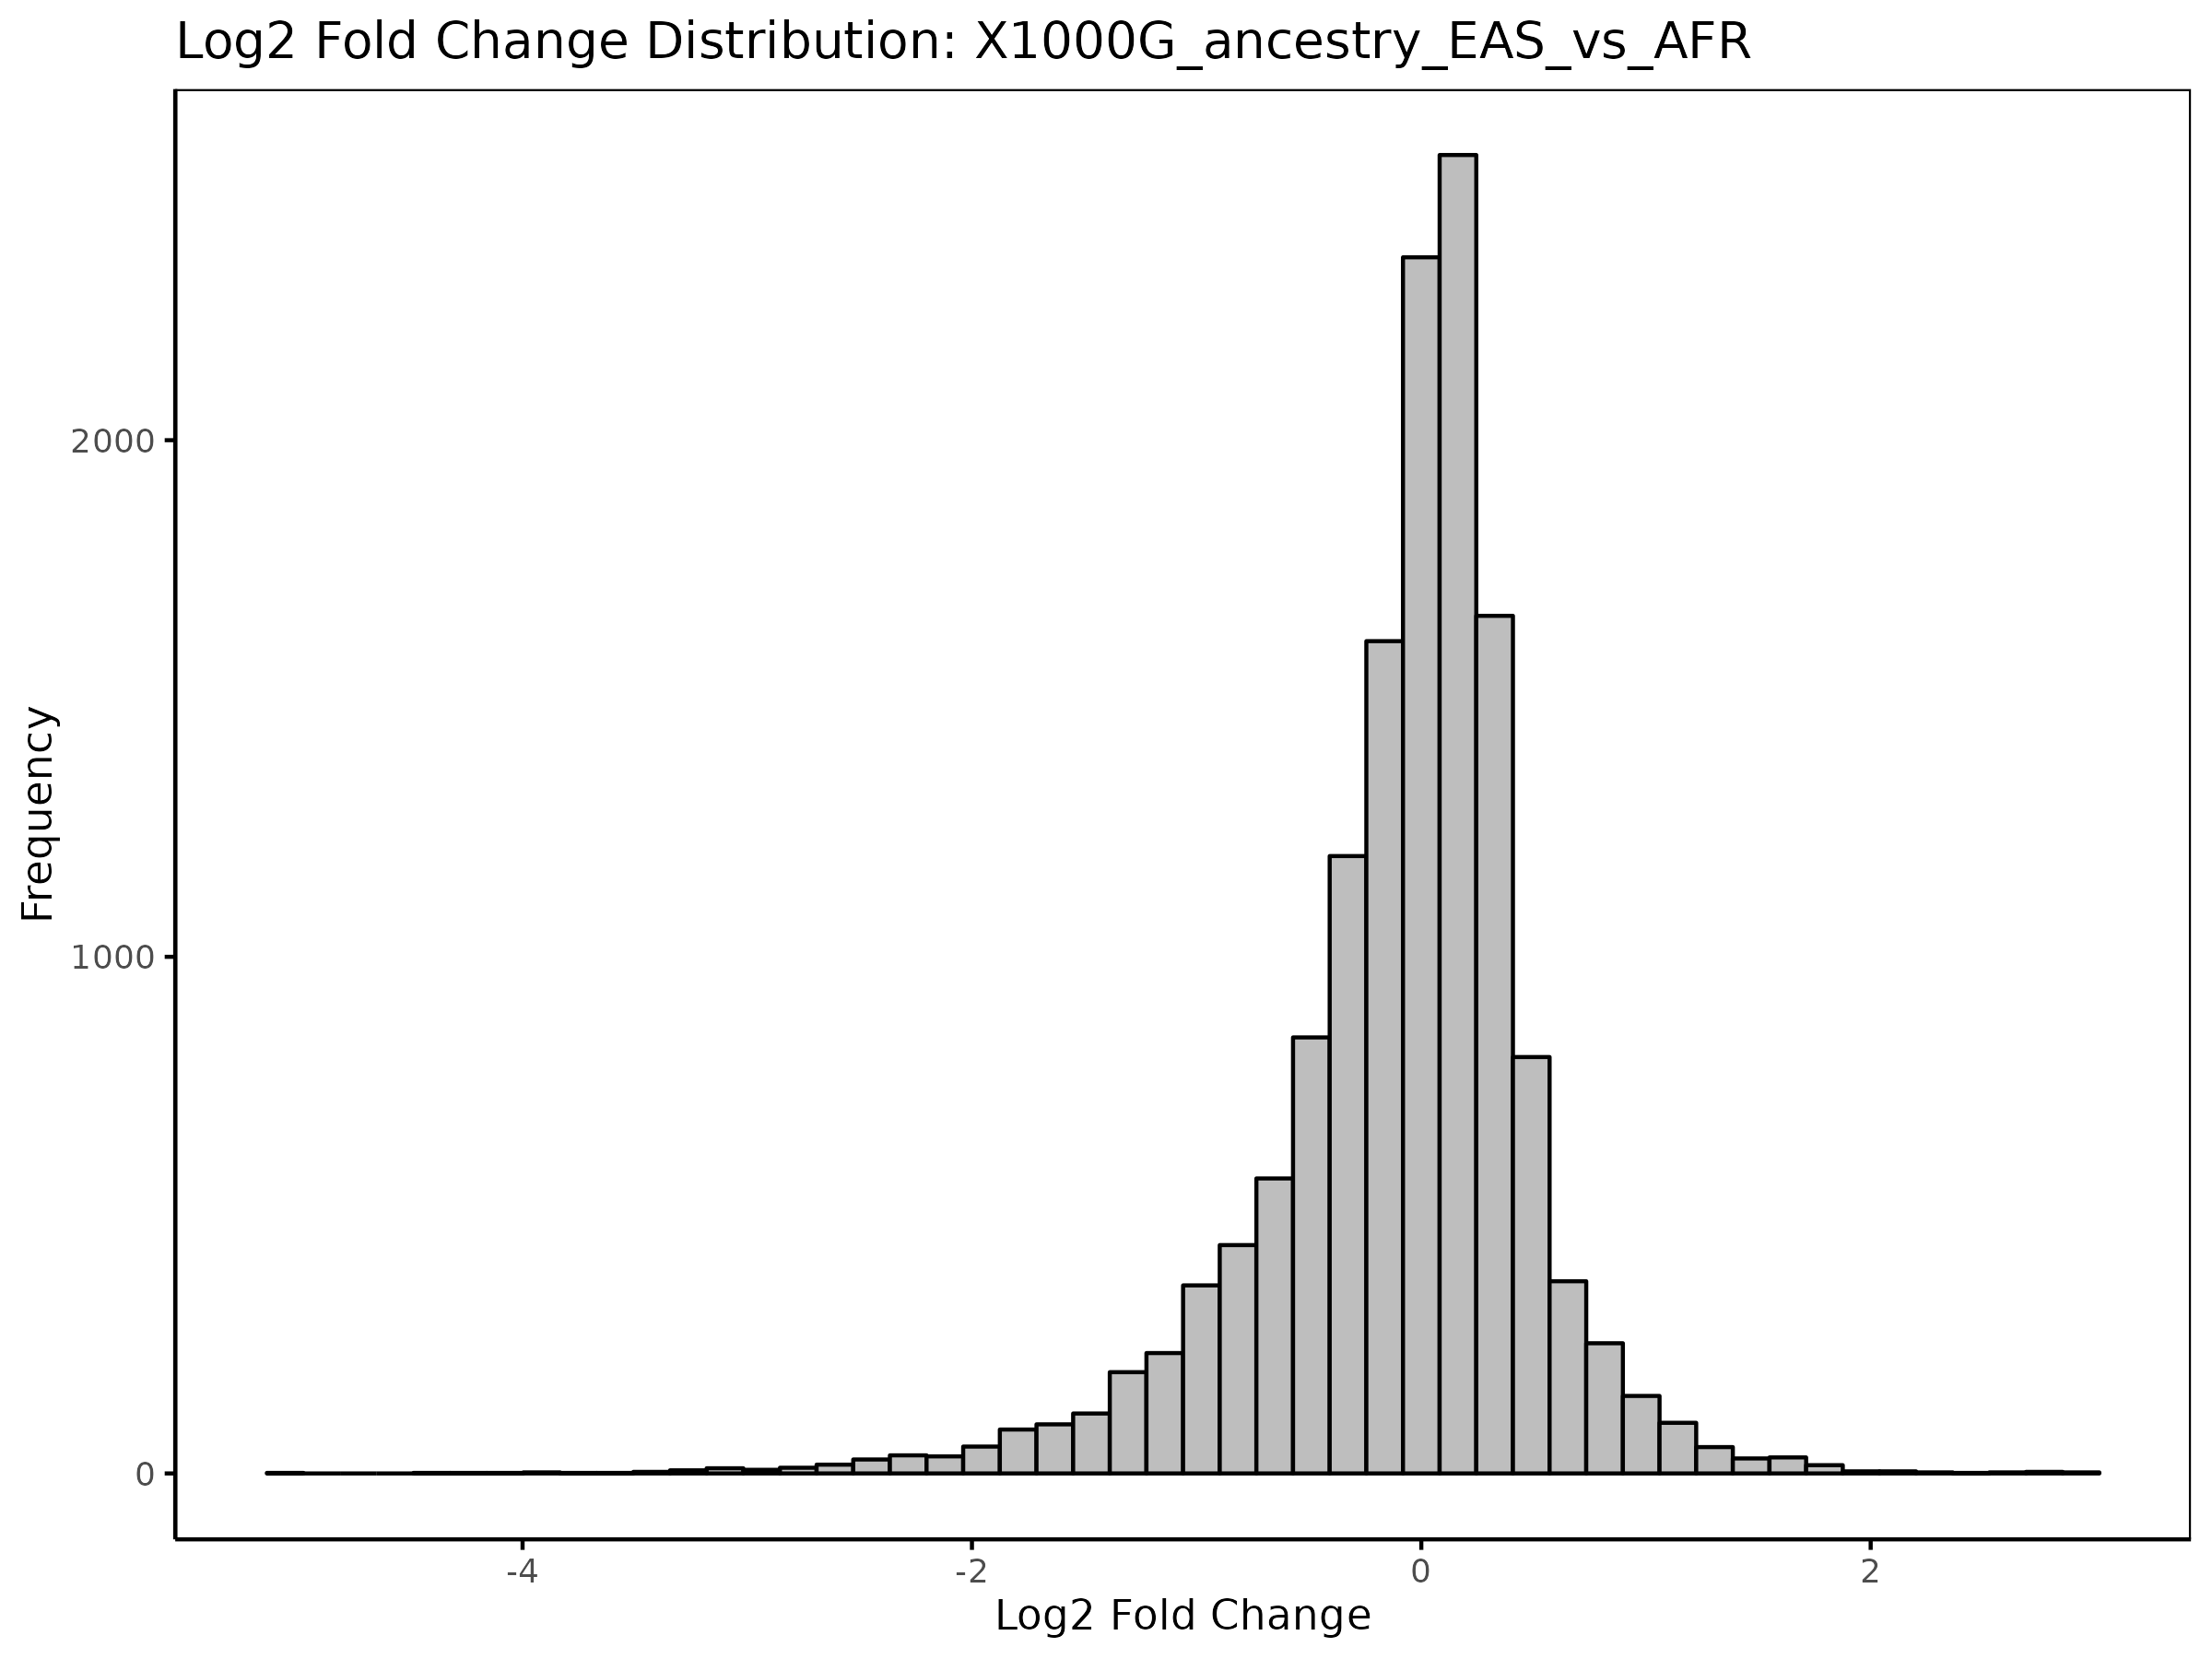 Log2 Fold Change Distribution: X1000G_ancestry_EAS_vs_AFR
Frequency
2000
1000
0
-4
-2
0
2
Log2 Fold Change